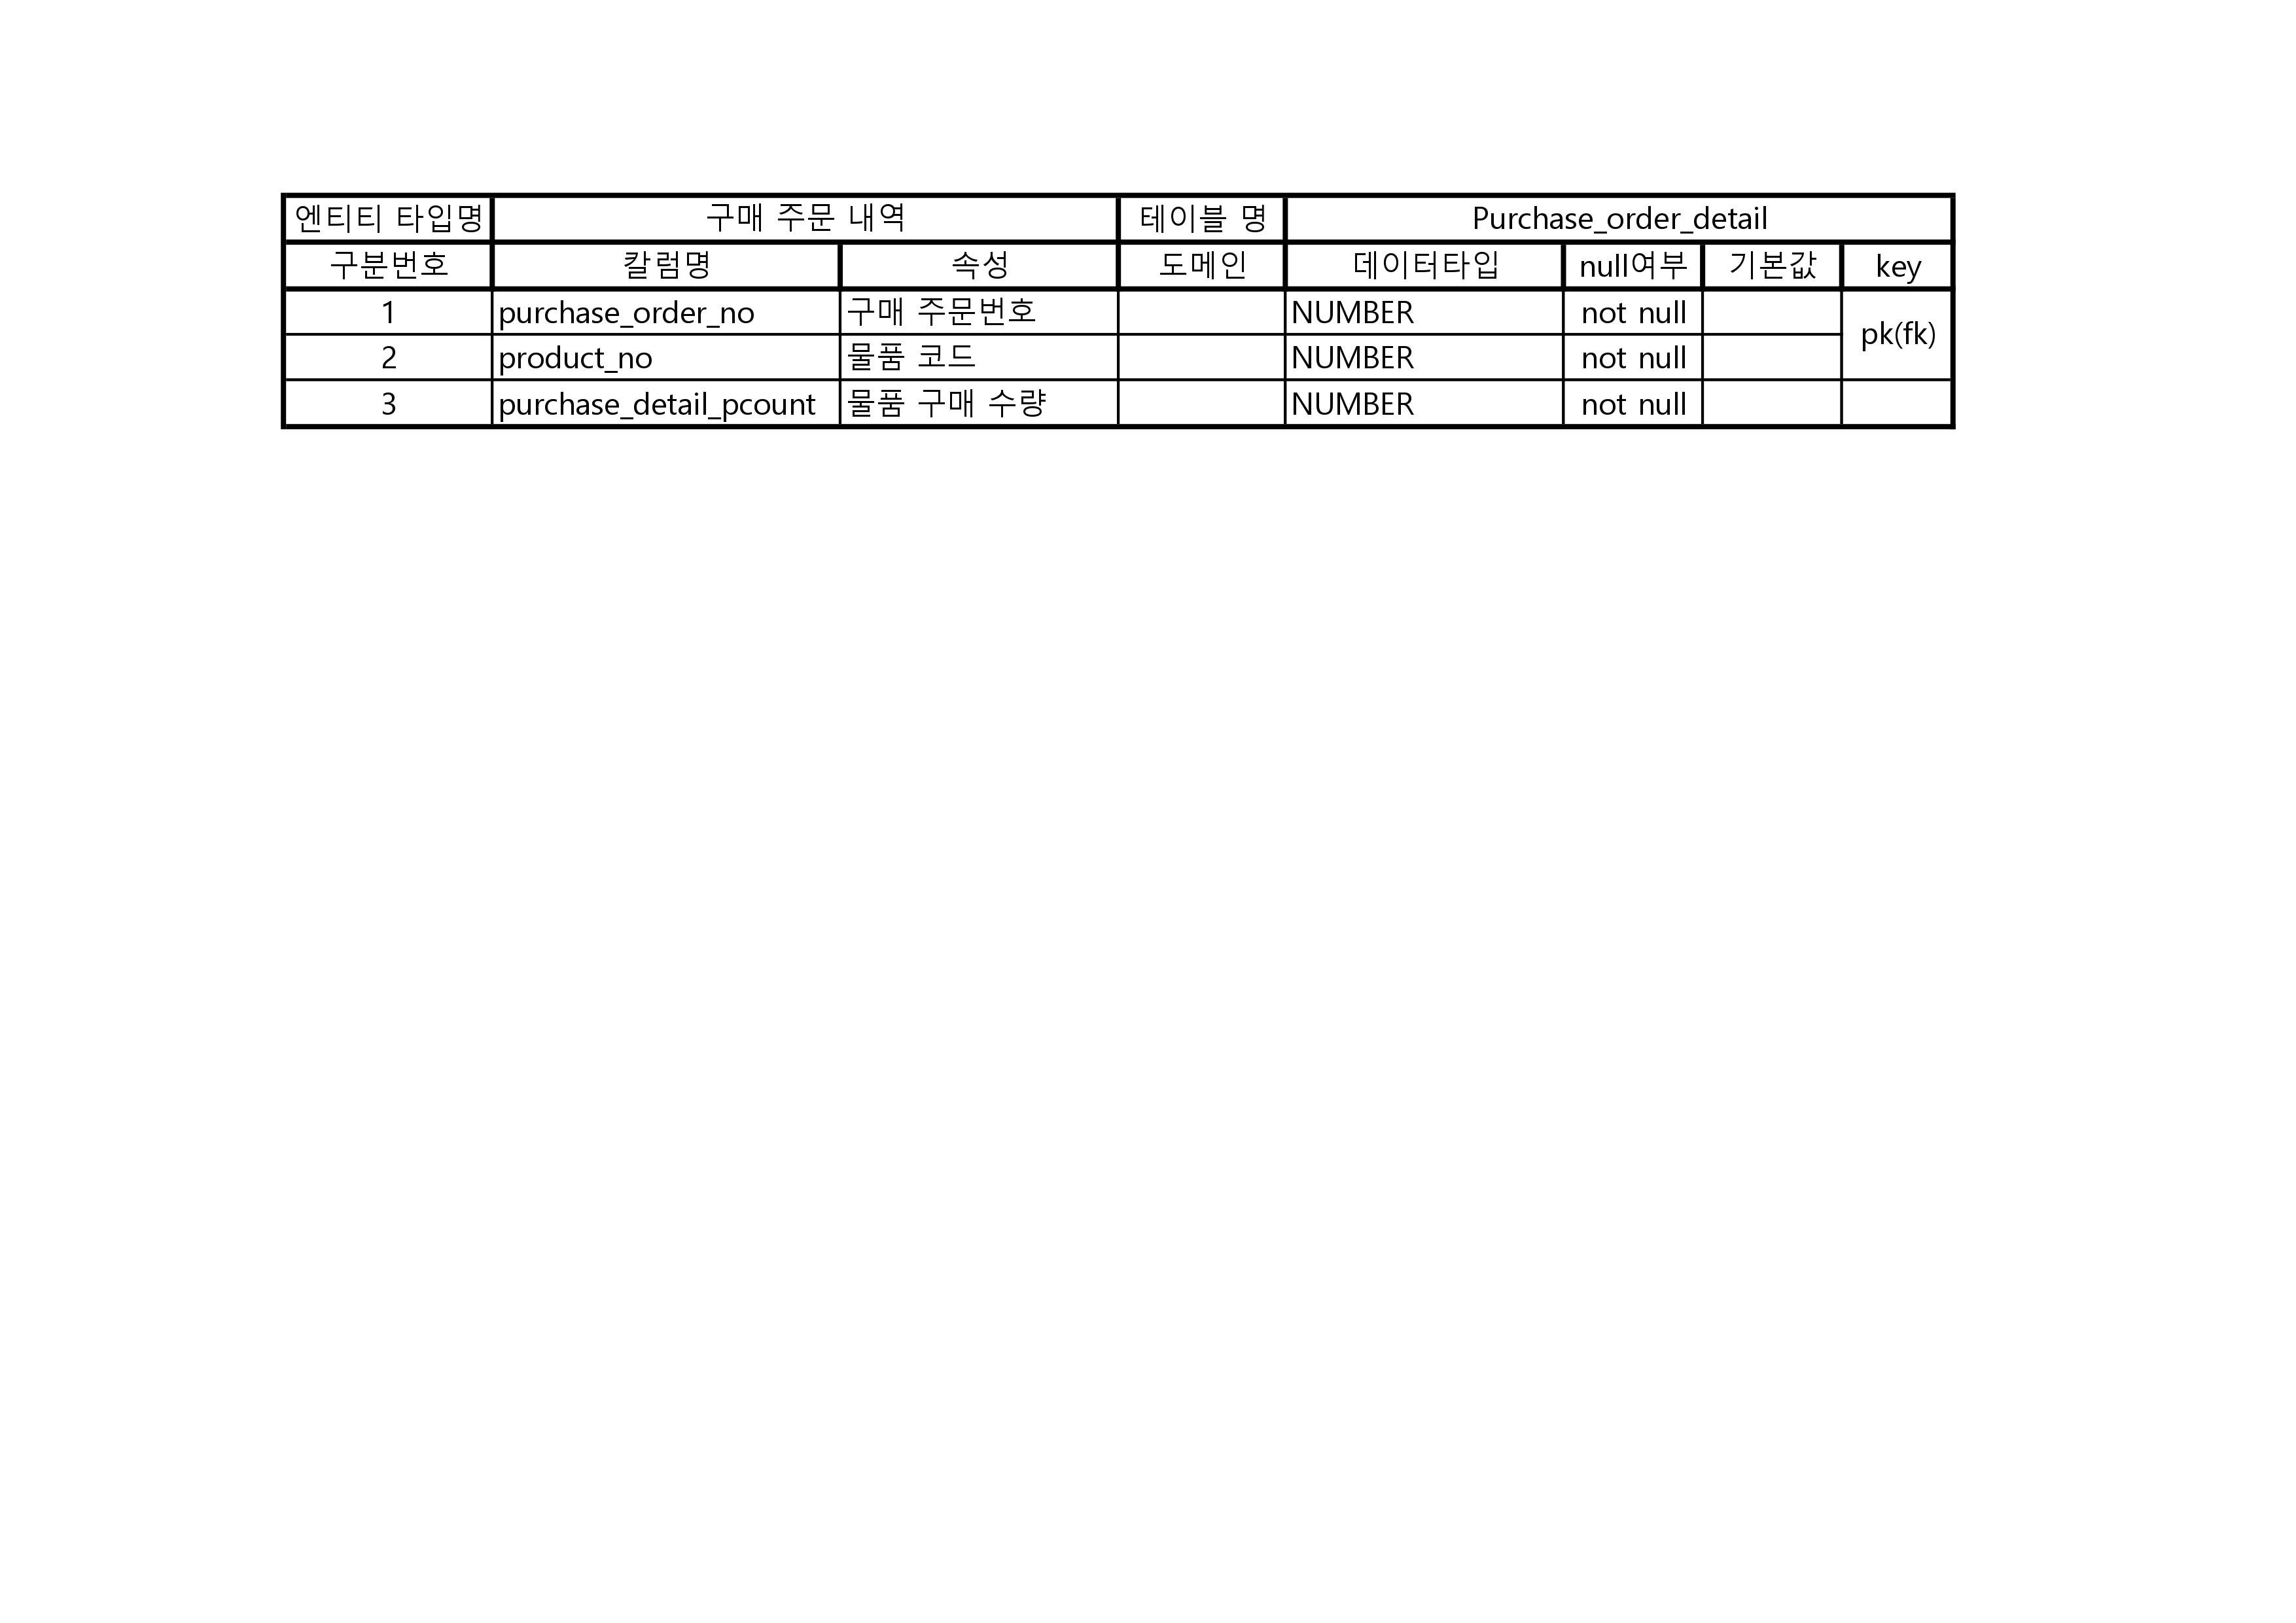 엔티티 타입명 구매 주문 내역 테이블 명 Purchase_order_detail
구분번호 칼럼명 속성 도메인 데이터타입 null여부 기본값 key
1 purchase_order_no 구매 주문번호 NUMBER not null pk(fk)
2 product_no 물품 코드 NUMBER not null
3 purchase_detail_pcount 물품 구매 수량 NUMBER not null